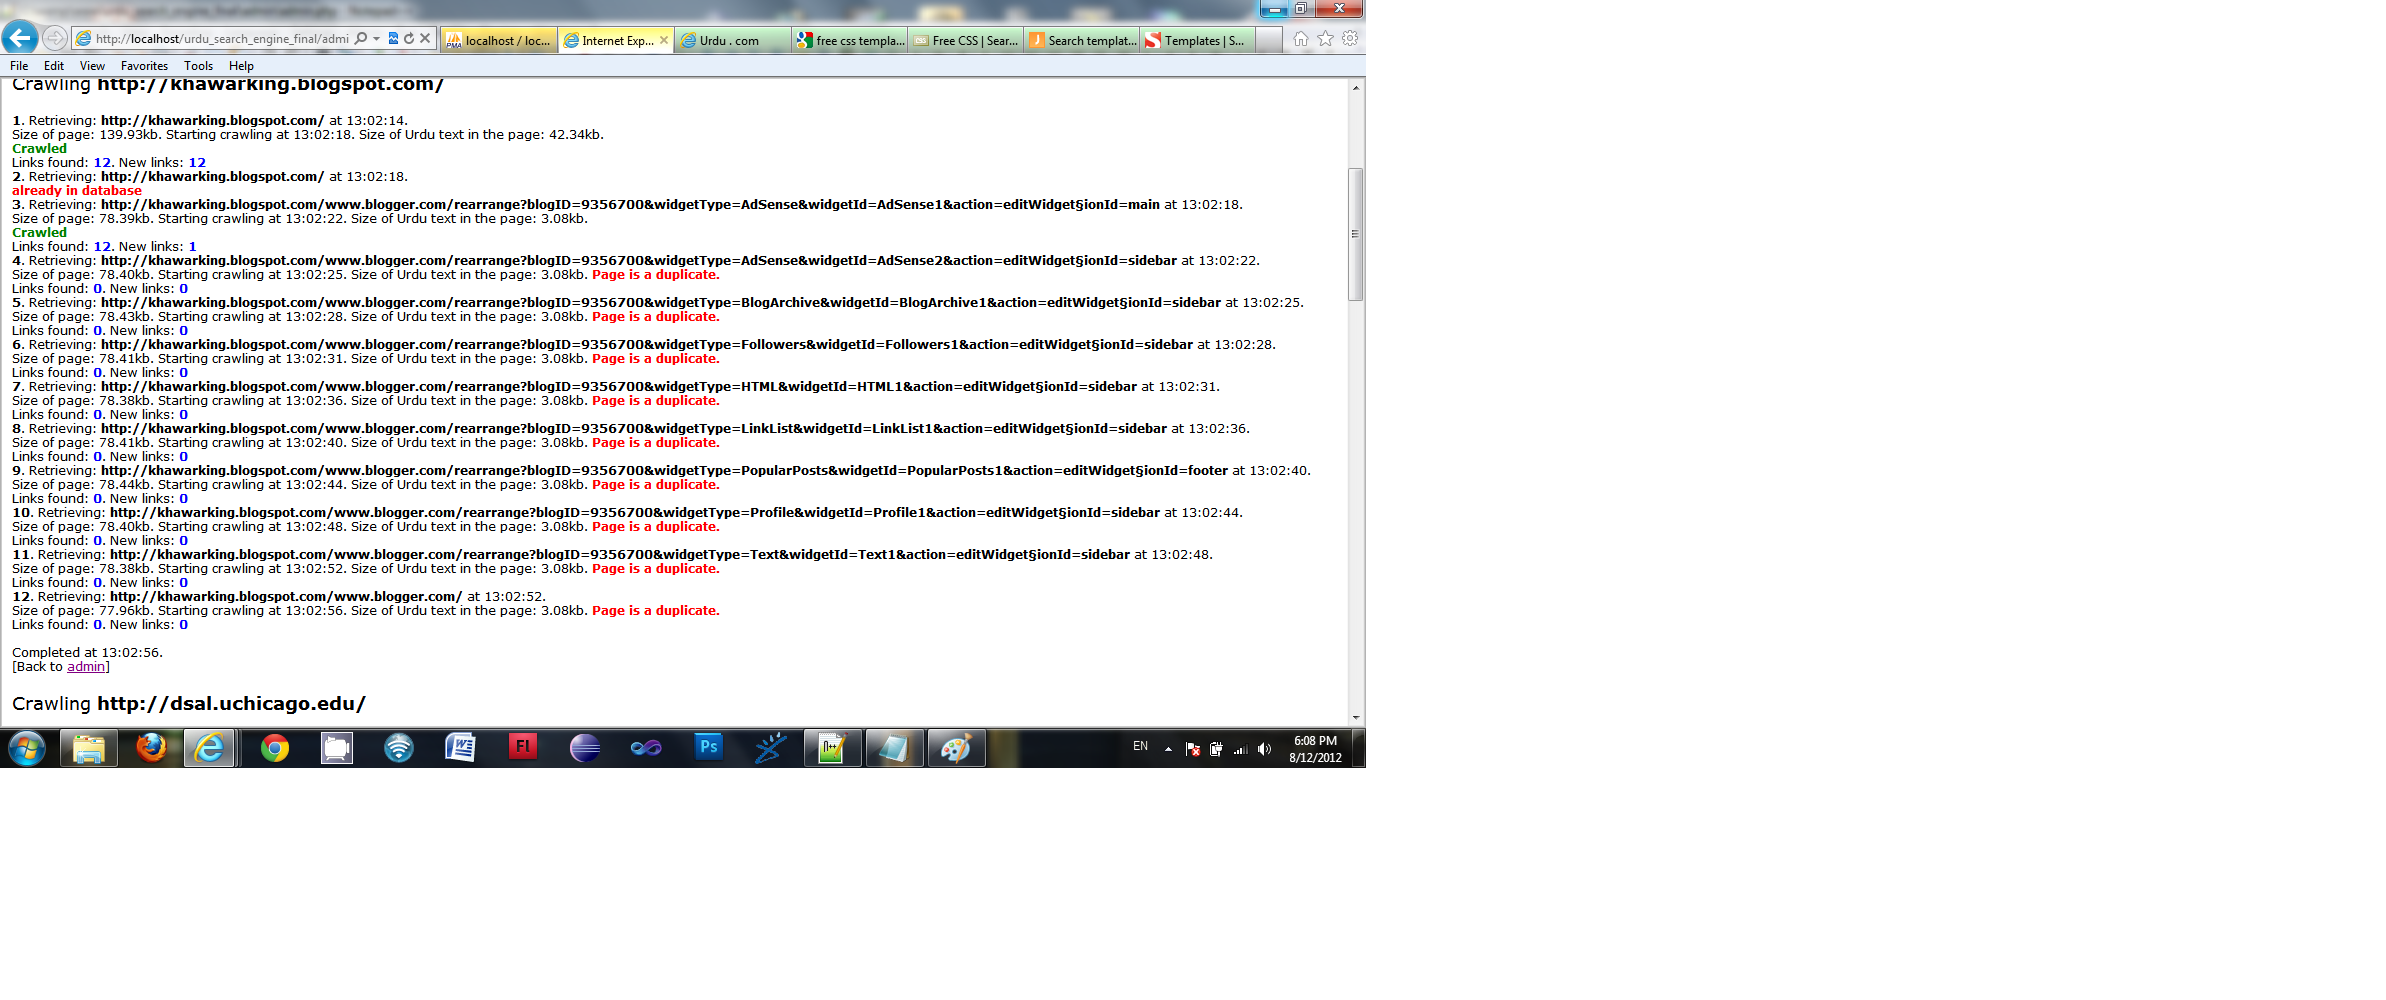 http://localhost/urdu_search_engine_final/admi
localhost / loc...
Internet Exp...
Urdu . com
free css templa...
Free CSS | Sear...
Search templat...
Templates | S...
File Edit View Favorites Tools Help
Crawling http://khawarking.blogspot.com/
1. Retrieving: http://khawarking.blogspot.com/ at 13:02:14.
Size of page: 139.93kb. Starting crawling at 13:02:18. Size of Urdu text in the page: 42.34kb.
Crawled
Links found: 12. New links: 12
2. Retrieving: http://khawarking.blogspot.com/ at 13:02:18.
already in database
3. Retrieving: http://khawarking.blogspot.com/www.blogger.com/rearrange?blogID=9356700&widgetType=AdSense&widgetId=AdSense1&action=editWidget§ionId=main at 13:02:18.
Size of page: 78.39kb. Starting crawling at 13:02:22. Size of Urdu text in the page: 3.08kb.
Crawled
Links found: 12. New links: 1
4. Retrieving: http://khawarking.blogspot.com/www.blogger.com/rearrange?blogID=9356700&widgetType=AdSense&widgetId=AdSense2&action=editWidget§ionId=sidebar at 13:02:22.
Size of page: 78.40kb. Starting crawling at 13:02:25. Size of Urdu text in the page: 3.08kb. Page is a duplicate.
Links found: 0. New links: 0
5. Retrieving: http://khawarking.blogspot.com/www.blogger.com/rearrange?blogID=9356700&widgetType=BlogArchive&widgetId=BlogArchive1&action=editWidget§ionId=sidebar at 13:02:25.
Size of page: 78.43kb. Starting crawling at 13:02:28. Size of Urdu text in the page: 3.08kb. Page is a duplicate.
Links found: 0. New links: 0
6. Retrieving: http://khawarking.blogspot.com/www.blogger.com/rearrange?blogID=9356700&widgetType=Followers&widgetId=Followers1&action=editWidget§ionId=sidebar at 13:02:28.
Size of page: 78.41kb. Starting crawling at 13:02:31. Size of Urdu text in the page: 3.08kb. Page is a duplicate.
Links found: 0. New links: 0
7. Retrieving: http://khawarking.blogspot.com/www.blogger.com/rearrange?blogID=9356700&widgetType=HTML&widgetId=HTML1&action=editWidget§ionId=sidebar at 13:02:31.
Size of page: 78.38kb. Starting crawling at 13:02:36. Size of Urdu text in the page: 3.08kb. Page is a duplicate.
Links found: 0. New links: 0
8. Retrieving: http://khawarking.blogspot.com/www.blogger.com/rearrange?blogID=9356700&widgetType=LinkList&widgetId=LinkList1&action=editWidget§ionId=sidebar at 13:02:36.
Size of page: 78.41kb. Starting crawling at 13:02:40. Size of Urdu text in the page: 3.08kb. Page is a duplicate.
Links found: 0. New links: 0
9. Retrieving: http://khawarking.blogspot.com/www.blogger.com/rearrange?blogID=9356700&widgetType=PopularPosts&widgetId=PopularPosts1&action=editWidget§ionId=footer at 13:02:40.
Size of page: 78.44kb. Starting crawling at 13:02:44. Size of Urdu text in the page: 3.08kb. Page is a duplicate.
Links found: 0. New links: 0
10. Retrieving: http://khawarking.blogspot.com/www.blogger.com/rearrange?blogID=9356700&widgetType=Profile&widgetId=Profile1&action=editWidget§ionId=sidebar at 13:02:44.
Size of page: 78.40kb. Starting crawling at 13:02:48. Size of Urdu text in the page: 3.08kb. Page is a duplicate.
Links found: 0. New links: 0
11. Retrieving: http://khawarking.blogspot.com/www.blogger.com/rearrange?blogID=9356700&widgetType=Text&widgetId=Text1&action=editWidget§ionId=sidebar at 13:02:48.
Size of page: 78.38kb. Starting crawling at 13:02:52. Size of Urdu text in the page: 3.08kb. Page is a duplicate.
Links found: 0. New links: 0
12. Retrieving: http://khawarking.blogspot.com/www.blogger.com/ at 13:02:52.
Size of page: 77.96kb. Starting crawling at 13:02:56. Size of Urdu text in the page: 3.08kb. Page is a duplicate.
Links found: 0. New links: 0
Completed at 13:02:56.
[Back to admin]
Crawling http://dsal.uchicago.edu/
EN
6:08 PM
8/12/2012